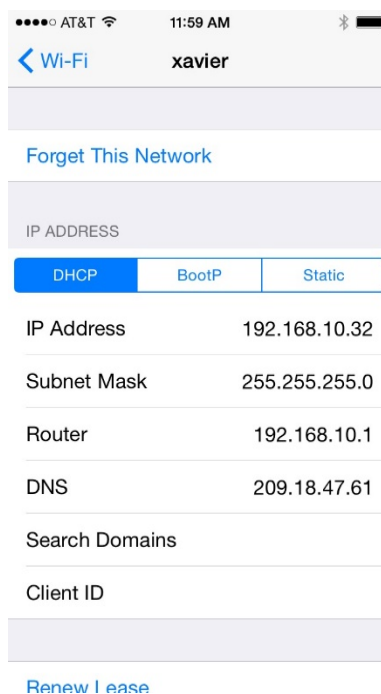 AT&T 11:59 AM
Wi-Fi xavier
Forget This Network
IP ADDRESS
DHCP BootP Static
IP Address 192.168.10.32
Subnet Mask 255.255.255.0
Router 192.168.10.1
DNS 209.18.47.61
Search Domains
Client ID
Renew Lease